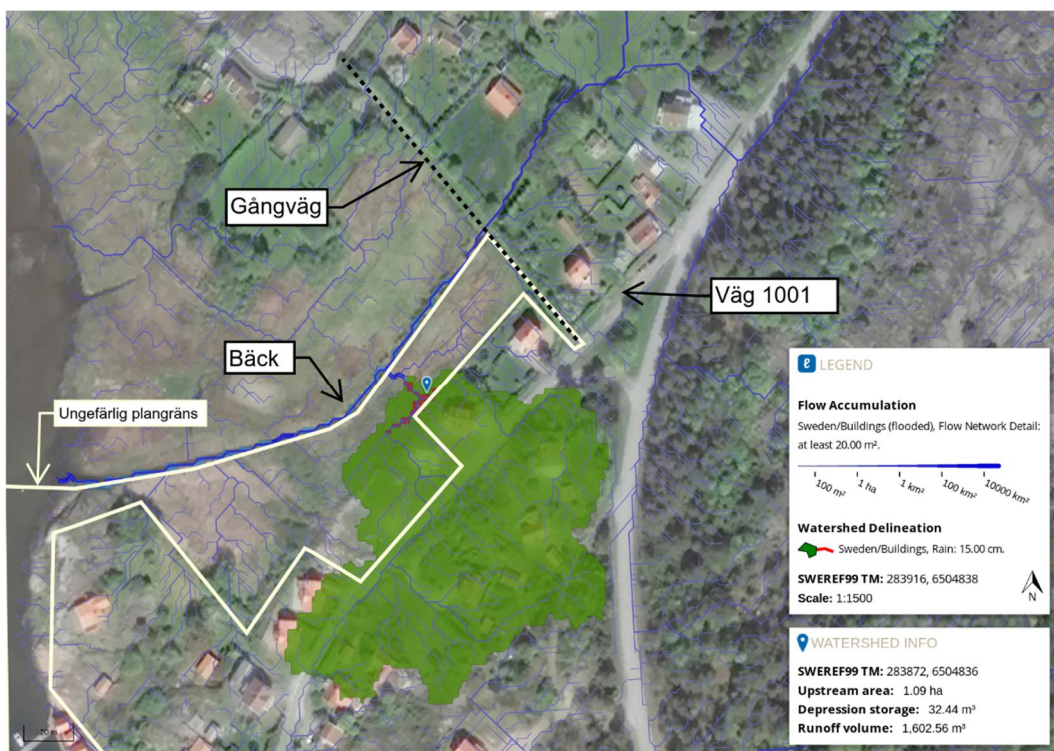 Gångväg
Väg 1001
Bäck
Ungefärlig plangräns
LEGEND
Flow Accumulation
Sweden/Buildings (flooded), Flow Network Detail:
at least 20.00 m².
100 m²
1 ha
1 km²
100 km²
10000 km²
Watershed Delineation
Sweden/Buildings, Rain: 15.00 cm.
SWEREF99 TM: 283916, 6504838
Scale: 1:1500
N
WATERSHED INFO
SWEREF99 TM: 283872, 6504836
Upstream area: 1.09 ha
Depression storage: 32.44 m³
Runoff volume: 1,602.56 m³
20 m